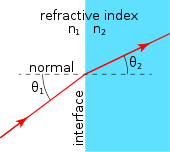 refractive index
n₁ n₂
normal
θ₁
θ₂
interface